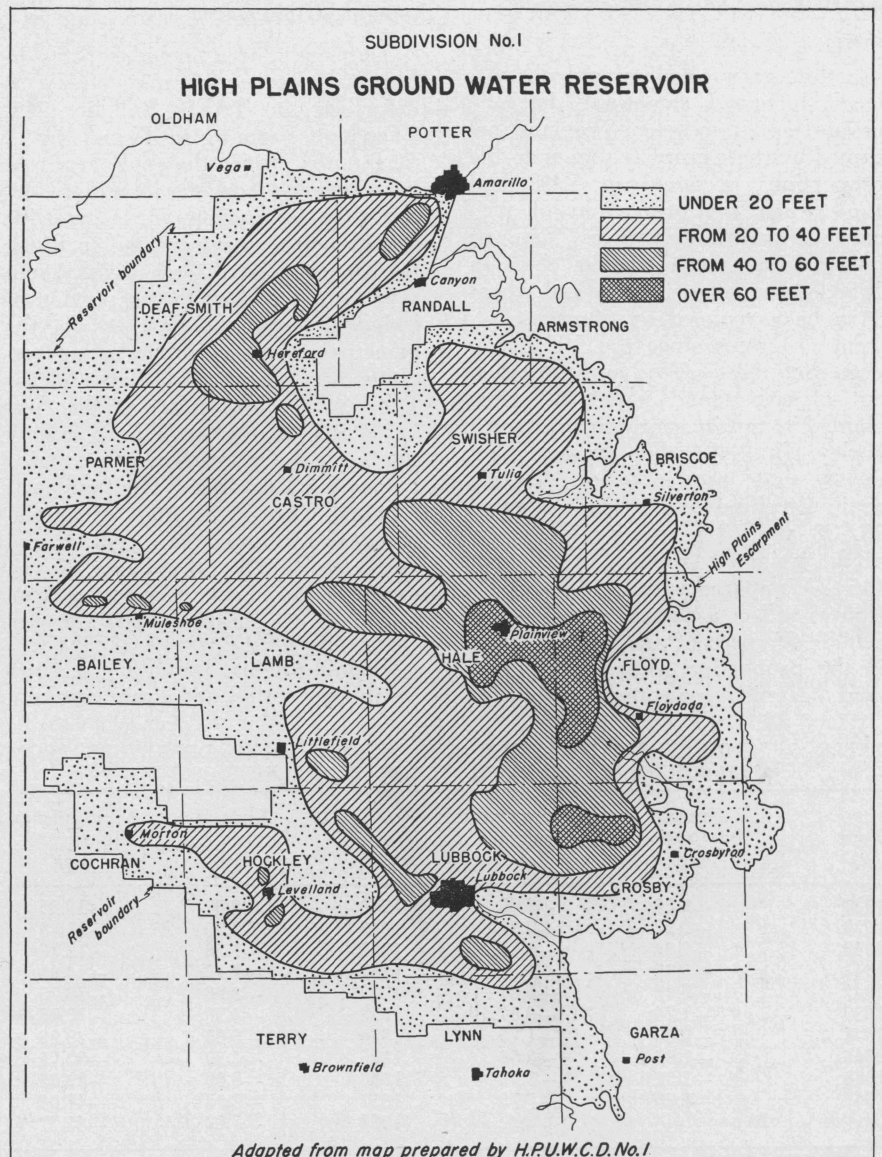 SUBDIVISION No.1
HIGH PLAINS GROUND WATER RESERVOIR
OLDHAM
POTTER
Vega
Amarillo
UNDER 20 FEET
FROM 20 TO 40 FEET
FROM 40 TO 60 FEET
OVER 60 FEET
Reservoir boundary
Canyon
DEAF SMITH
RANDALL
ARMSTRONG
Hereford
SWISHER
PARMER
BRISCOE
Dimmitt
Tulia
CASTRO
Silverton
Farwell
High Plains
Escarpment
Muleshoe
Plainview
BAILEY
LAMB
HALE
FLOYD
Floydada
Littlefield
Morton
COCHRAN
HOCKLEY
LUBBOCK
Crosbyton
Levelland
Lubbock
CROSBY
Reservoir
boundary
TERRY
LYNN
GARZA
Brownfield
Tahoka
Post
Adapted from map prepared by H.P.U.W.C.D. No.1.